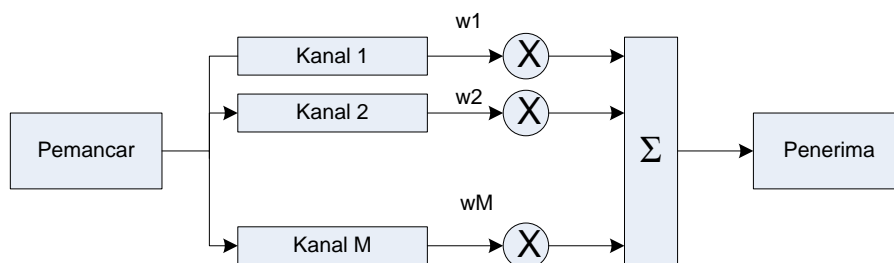 w1
Kanal 1
X
w2
Kanal 2
X
Pemancar
Σ
Penerima
wM
Kanal M
X